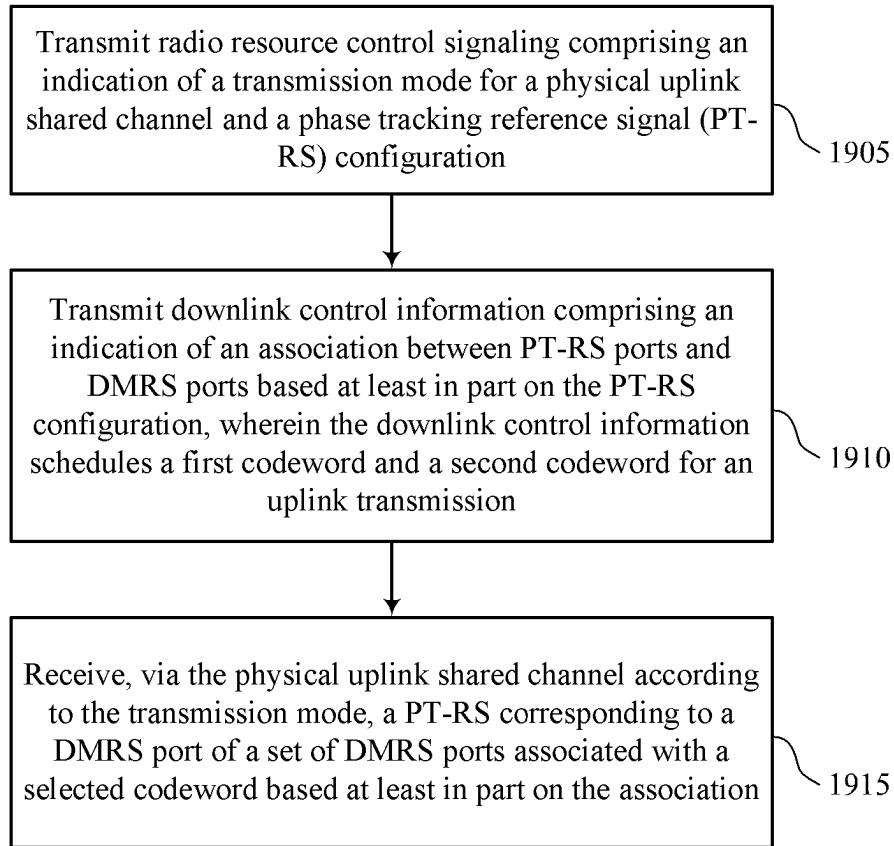 Transmit radio resource control signaling comprising an
indication of a transmission mode for a physical uplink
shared channel and a phase tracking reference signal (PT-
RS) configuration
1905
Transmit downlink control information comprising an
indication of an association between PT-RS ports and
DMRS ports based at least in part on the PT-RS
configuration, wherein the downlink control information
schedules a first codeword and a second codeword for an
uplink transmission
1910
Receive, via the physical uplink shared channel according
to the transmission mode, a PT-RS corresponding to a
DMRS port of a set of DMRS ports associated with a
selected codeword based at least in part on the association
1915